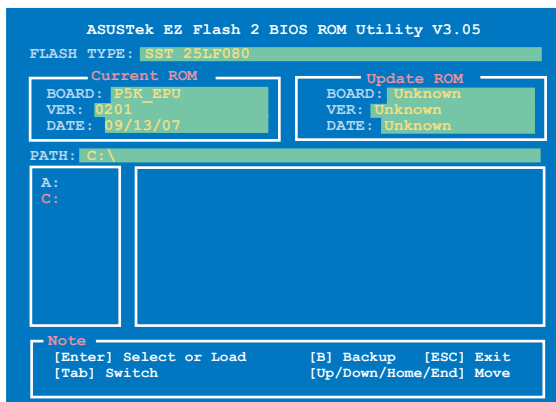 ASUSTek EZ Flash 2 BIOS ROM Utility V3.05
FLASH TYPE: SST 25LF080
Current ROM
BOARD: P5K_EPU
VER: 0201
DATE: 09/13/07
Update ROM
BOARD: Unknown
VER: Unknown
DATE: Unknown
PATH: C:\
A:
C:
Note
[Enter] Select or Load
[B] Backup [ESC] Exit
[Tab] Switch
[Up/Down/Home/End] Move